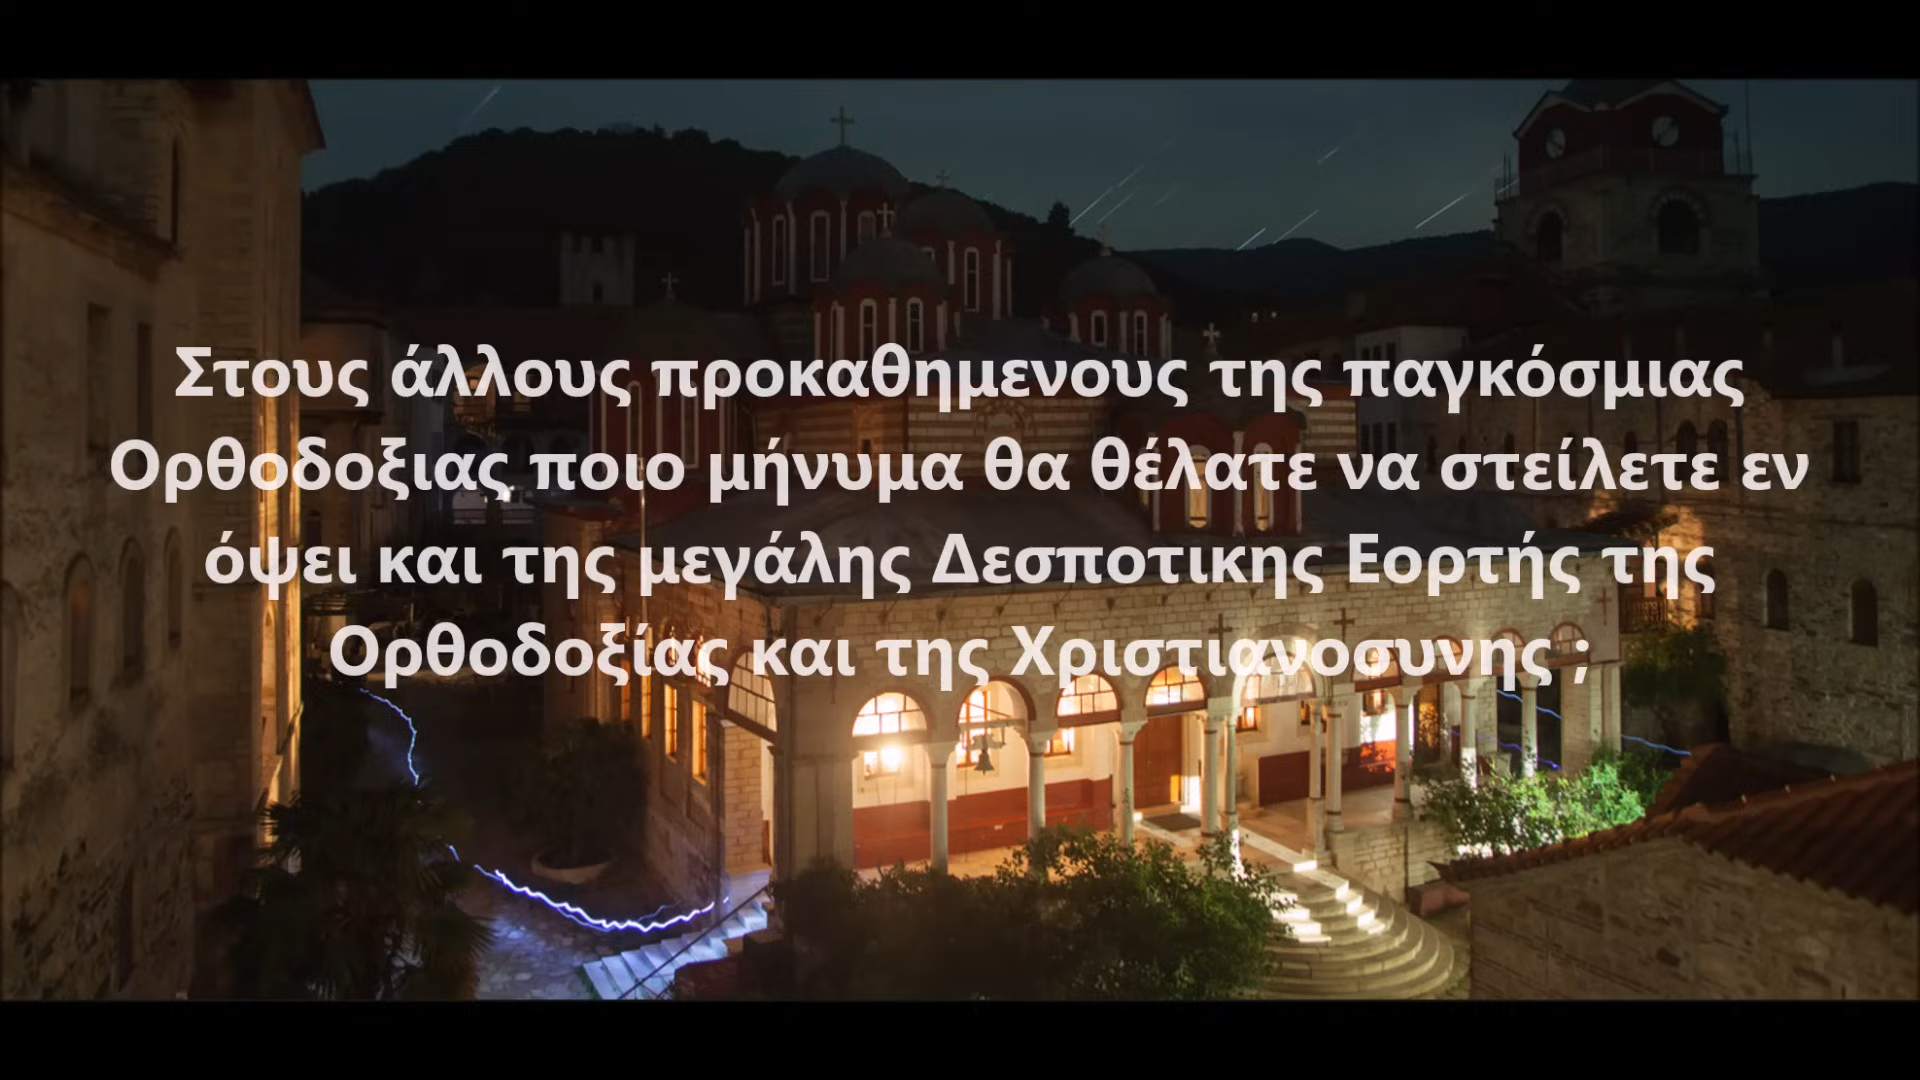 Στους άλλους προκαθημενους της παγκόσμιας
Ορθοδοξιας ποιο μήνυμα θα θέλατε να στείλετε εν
όψει και της μεγάλης Δεσποτικης Εορτής της
Ορθοδοξίας και της Χριστιανοσυνης ;